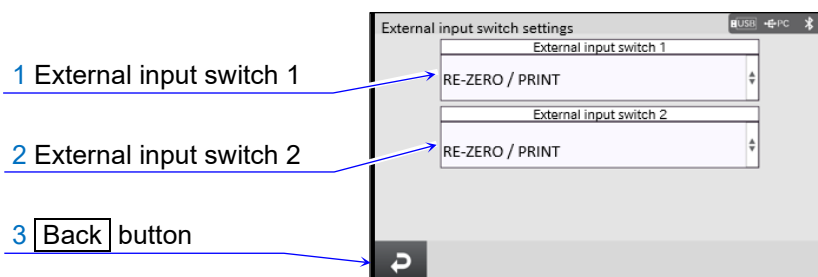 External input switch settings
USB PC
External input switch 1
1 External input switch 1
RE-ZERO / PRINT
External input switch 2
2 External input switch 2
RE-ZERO / PRINT
3 Back button